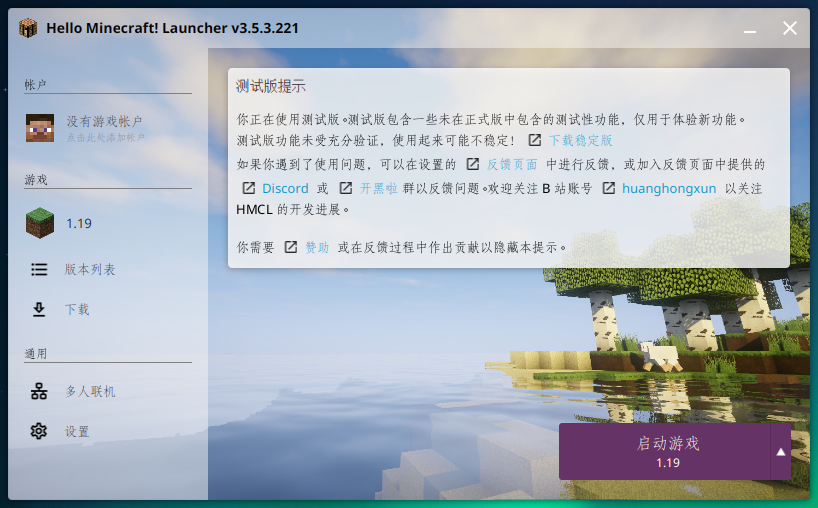 Hello Minecraft! Launcher v3.5.3.221
帐户
没有游戏帐户
点击此处添加帐户
游戏
1.19
版本列表
下载
通用
多人联机
设置
测试版提示
你正在使用测试版。测试版包含一些未在正式版中包含的测试性功能，仅用于体验新功能。
测试版功能未受充分验证，使用起来可能不稳定！ 下载稳定版
如果你遇到了使用问题，可以在设置的 反馈页面 中进行反馈，或加入反馈页面中提供的
Discord 或 开黑啦 群以反馈问题。欢迎关注 B 站账号 huanghongxun 以关注
HMCL 的开发进展。
你需要 赞助 或在反馈过程中作出贡献以隐藏本提示。
启动游戏
1.19